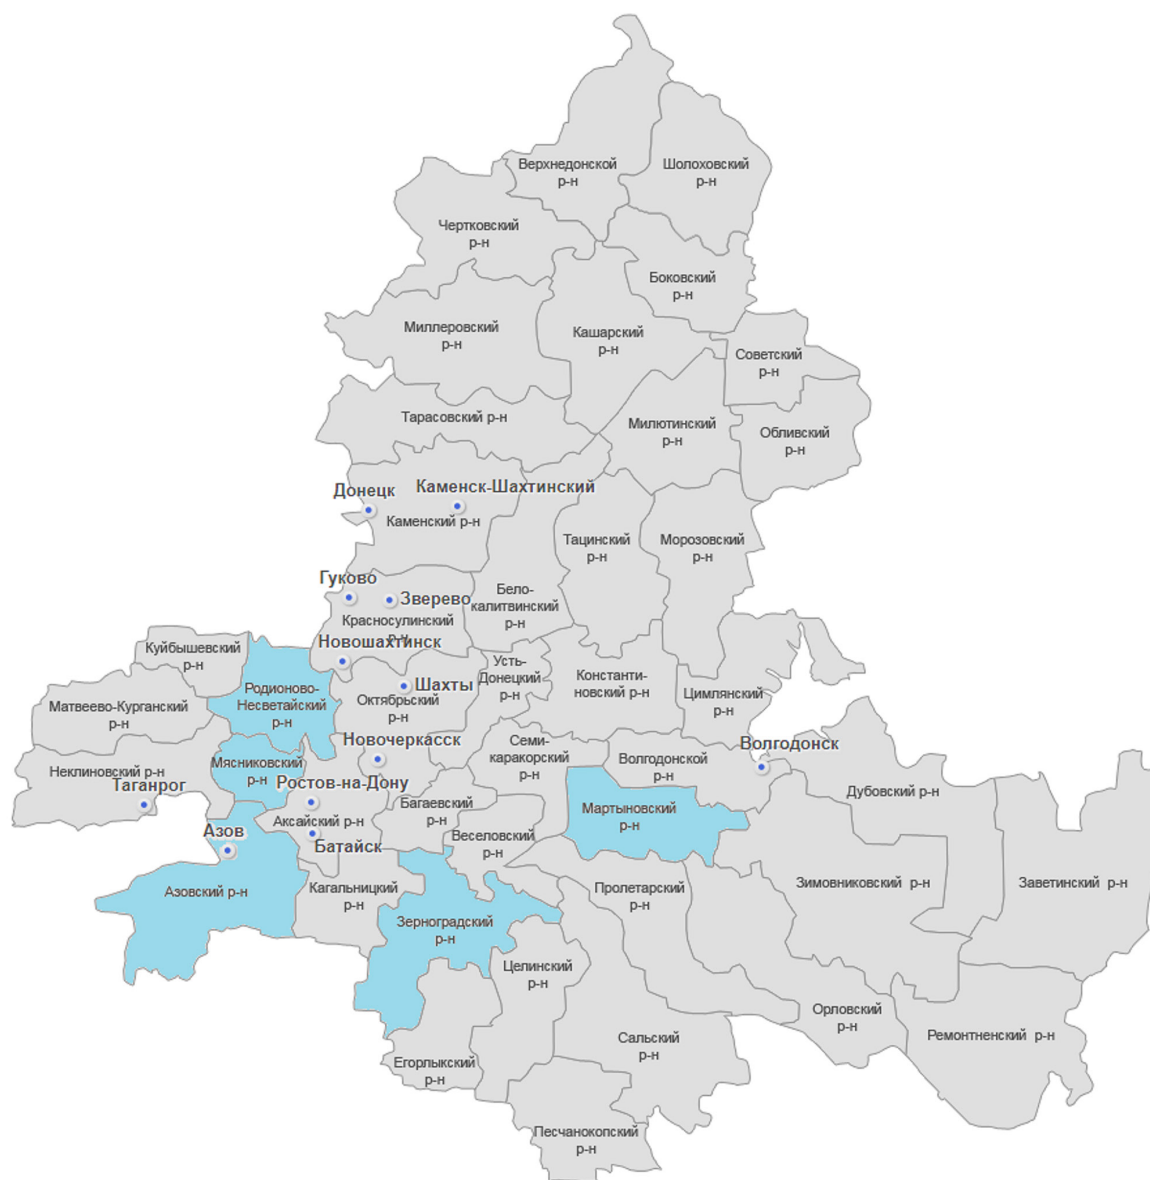 Верхнедонской
р-н
Шолоховский
р-н
Чертковский
р-н
Боковский
р-н
Миллеровский
р-н
Кашарский
р-н
Советский
р-н
Тарасовский р-н
Милютинский
р-н
Обливский
р-н
Донецк
Каменск-Шахтинский
Каменский р-н
Тацинский
р-н
Морозовский
р-н
Гуково
Зверево
Бело-
калитвинский
р-н
Красносулинский
р-н
Новошахтинск
Куйбышевский
р-н
Усть-
Донецкий
р-н
Константи-
новский р-н
Цимлянский
р-н
Родионово-
Несветайский
р-н
Шахты
Октябрьский
р-н
Матвеево-Курганский
р-н
Новочеркасск
Семи-
каракорский
р-н
Волгодонской
р-н
Волгодонск
Мясниковский
р-н
Неклиновский р-н
Таганрог
Ростов-на-Дону
Дубовский р-н
Багаевский
р-н
Мартыновский
р-н
Аксайский р-н
Азов
Батайск
Веселовский
р-н
Азовский р-н
Кагальницкий
р-н
Пролетарский
р-н
Зимовниковский р-н
Заветинский р-н
Зерноградский
р-н
Целинский
р-н
Орловский
р-н
Сальский
р-н
Ремонтненский р-н
Егорлыкский
р-н
Песчанокопский
р-н